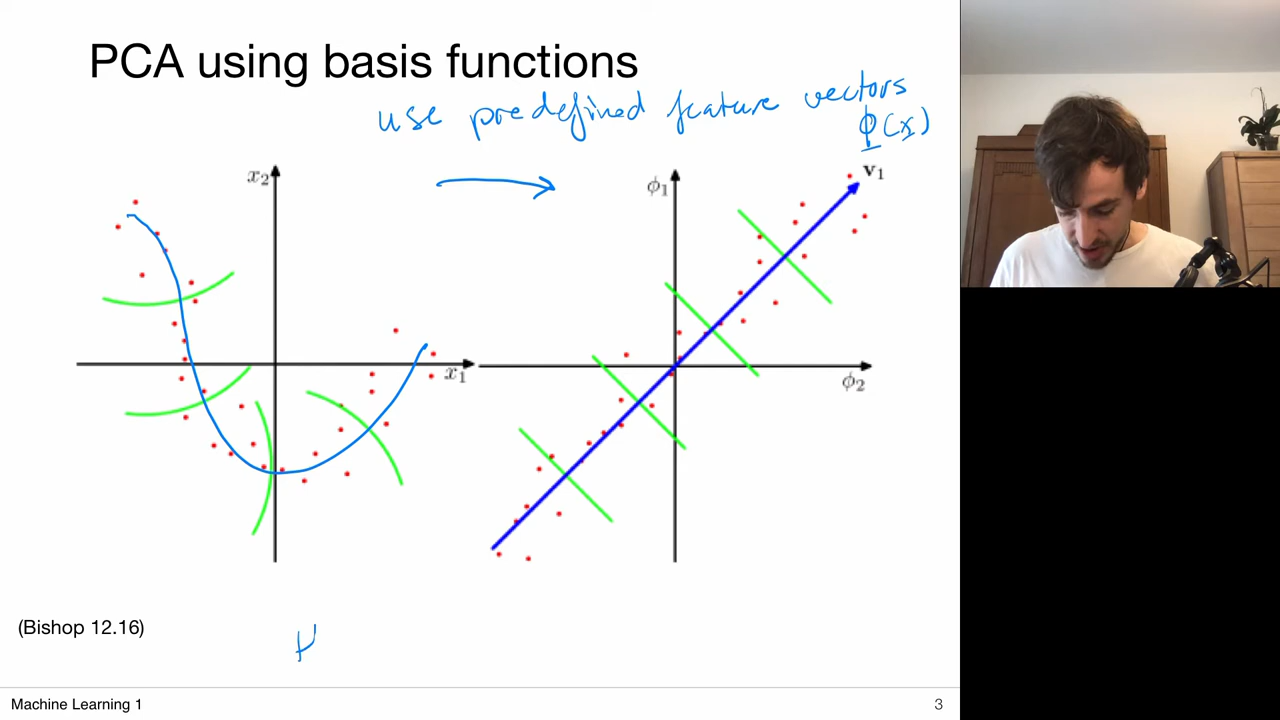 PCA using basis functions
use predefined feature vectors
ϕ(x)
x₂
ϕ₁
v₁
x₁
ϕ₂
(Bishop 12.16)
Machine Learning 1
3